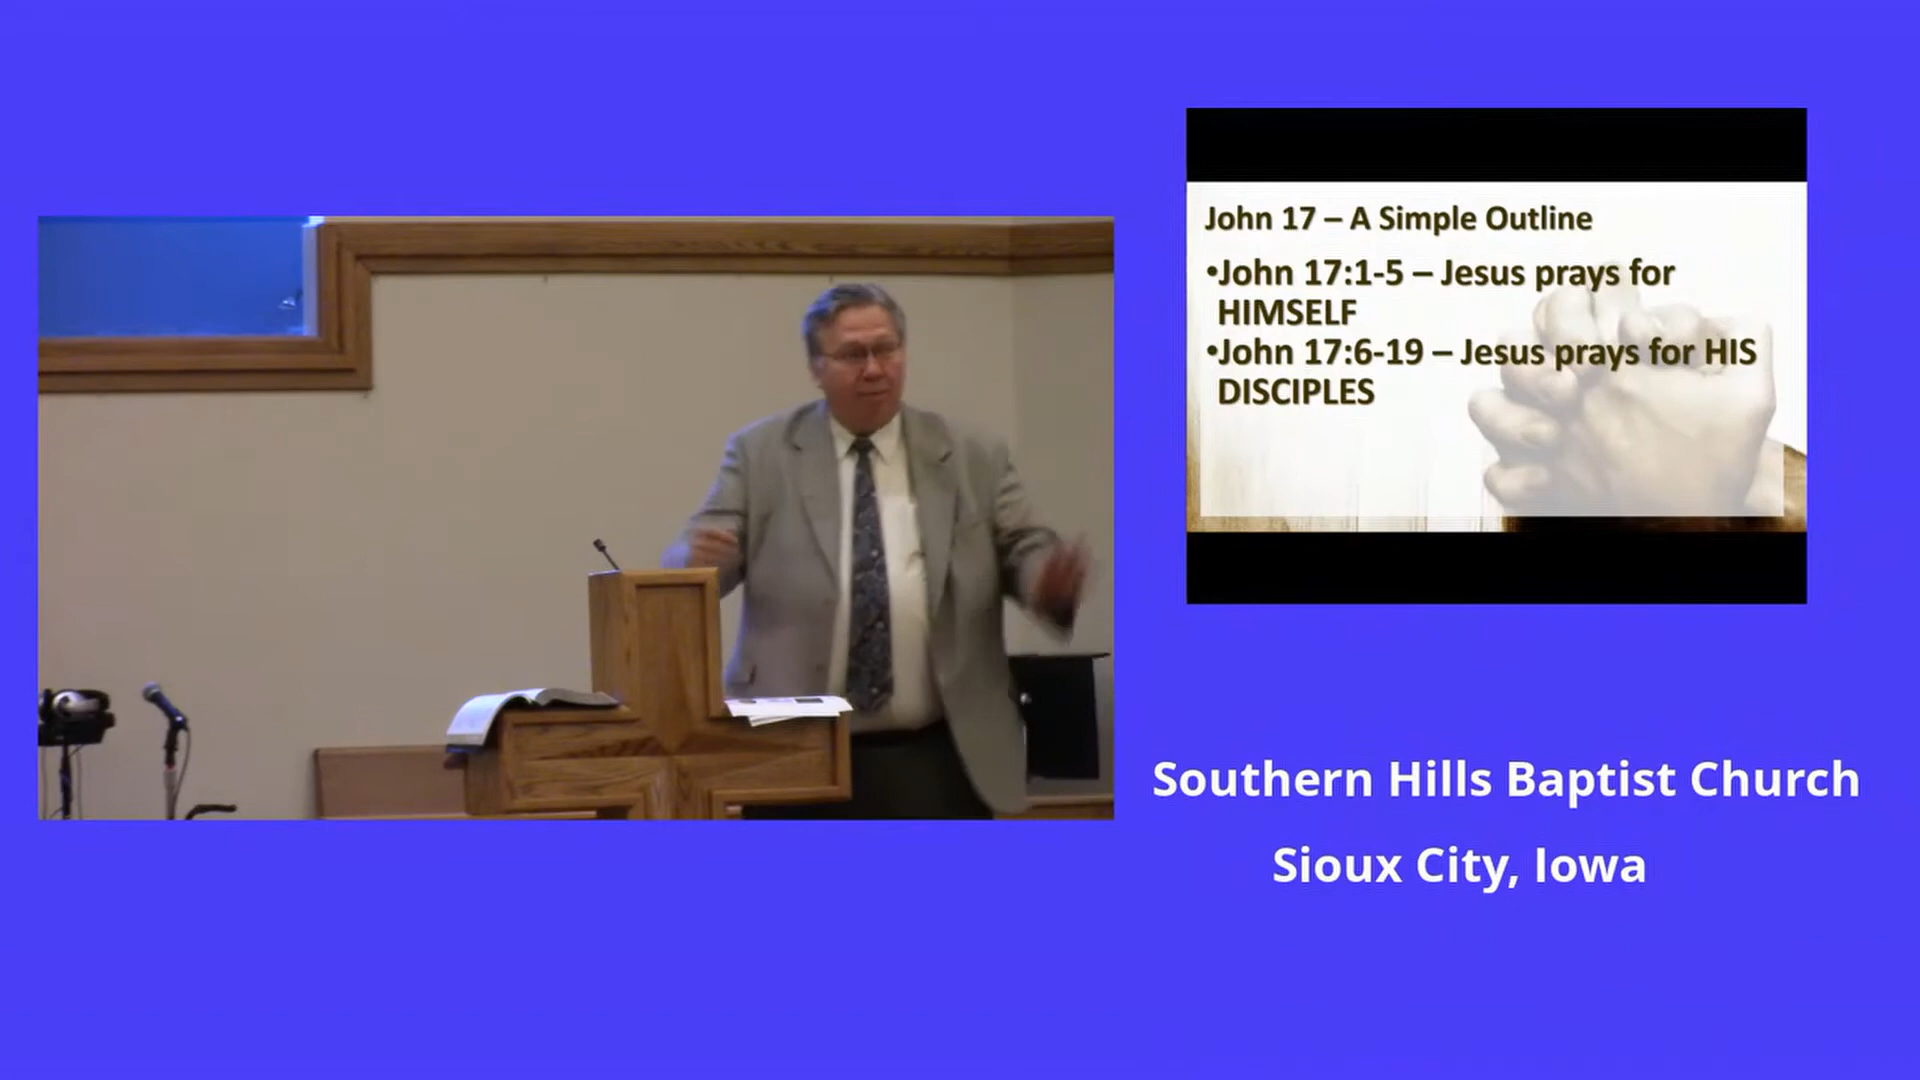 John 17 – A Simple Outline
•John 17:1-5 – Jesus prays for
HIMSELF
•John 17:6-19 – Jesus prays for HIS
DISCIPLES
Southern Hills Baptist Church
Sioux City, Iowa